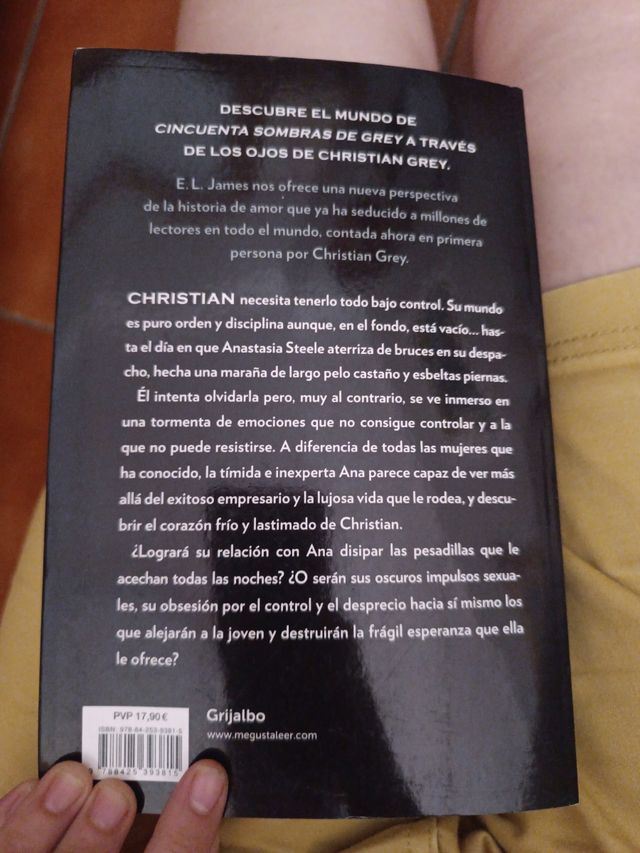 DESCUBRE EL MUNDO DE
CINCUENTA SOMBRAS DE GREY A TRAVÉS
DE LOS OJOS DE CHRISTIAN GREY.
E. L. James nos ofrece una nueva perspectiva
de la historia de amor que ya ha seducido a millones de
lectores en todo el mundo, contada ahora en primera
persona por Christian Grey.
CHRISTIAN necesita tenerlo todo bajo control. Su mundo
es puro orden y disciplina aunque, en el fondo, está vacío... has-
ta el día en que Anastasia Steele aterriza de bruces en su despa-
cho, hecha una maraña de largo pelo castaño y esbeltas piernas.
Él intenta olvidarla pero, muy al contrario, se ve inmerso en
una tormenta de emociones que no consigue controlar y a la
que no puede resistirse. A diferencia de todas las mujeres que
ha conocido, la tímida e inexperta Ana parece capaz de ver más
allá del exitoso empresario y la lujosa vida que le rodea, y descu-
brir el corazón frío y lastimado de Christian.
¿Logrará su relación con Ana disipar las pesadillas que le
acechan todas las noches? ¿O serán sus oscuros impulsos sexua-
les, su obsesión por el control y el desprecio hacia sí mismo los
que alejarán a la joven y destruirán la frágil esperanza que ella
le ofrece?
PVP 17,90 €
ISBN: 978-84-253-9381-5
9 788425 393815
Grijalbo
www.megustaleer.com